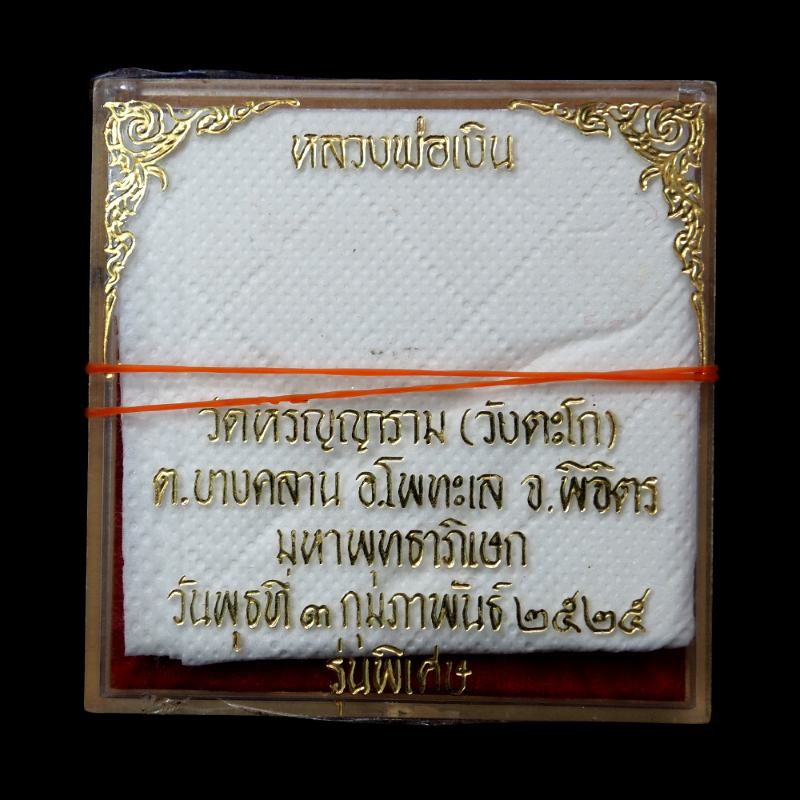 หลวงพ่อเงิน
วัดหิรัญญาราม (วังตะโก)
ต.บางคลาน อ.โพทะเล จ.พิจิตร
มหาพุทธาภิเษก
วันพุธที่ ๓ กุมภาพันธ์ ๒๕๒๕
รุ่นพิเศษ